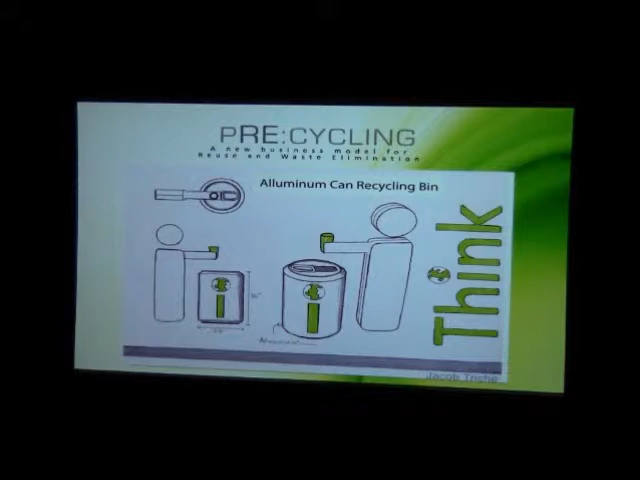 PRE:CYCLING
A new business model for
Reuse and Waste Elimination
Alluminum Can Recycling Bin
Think